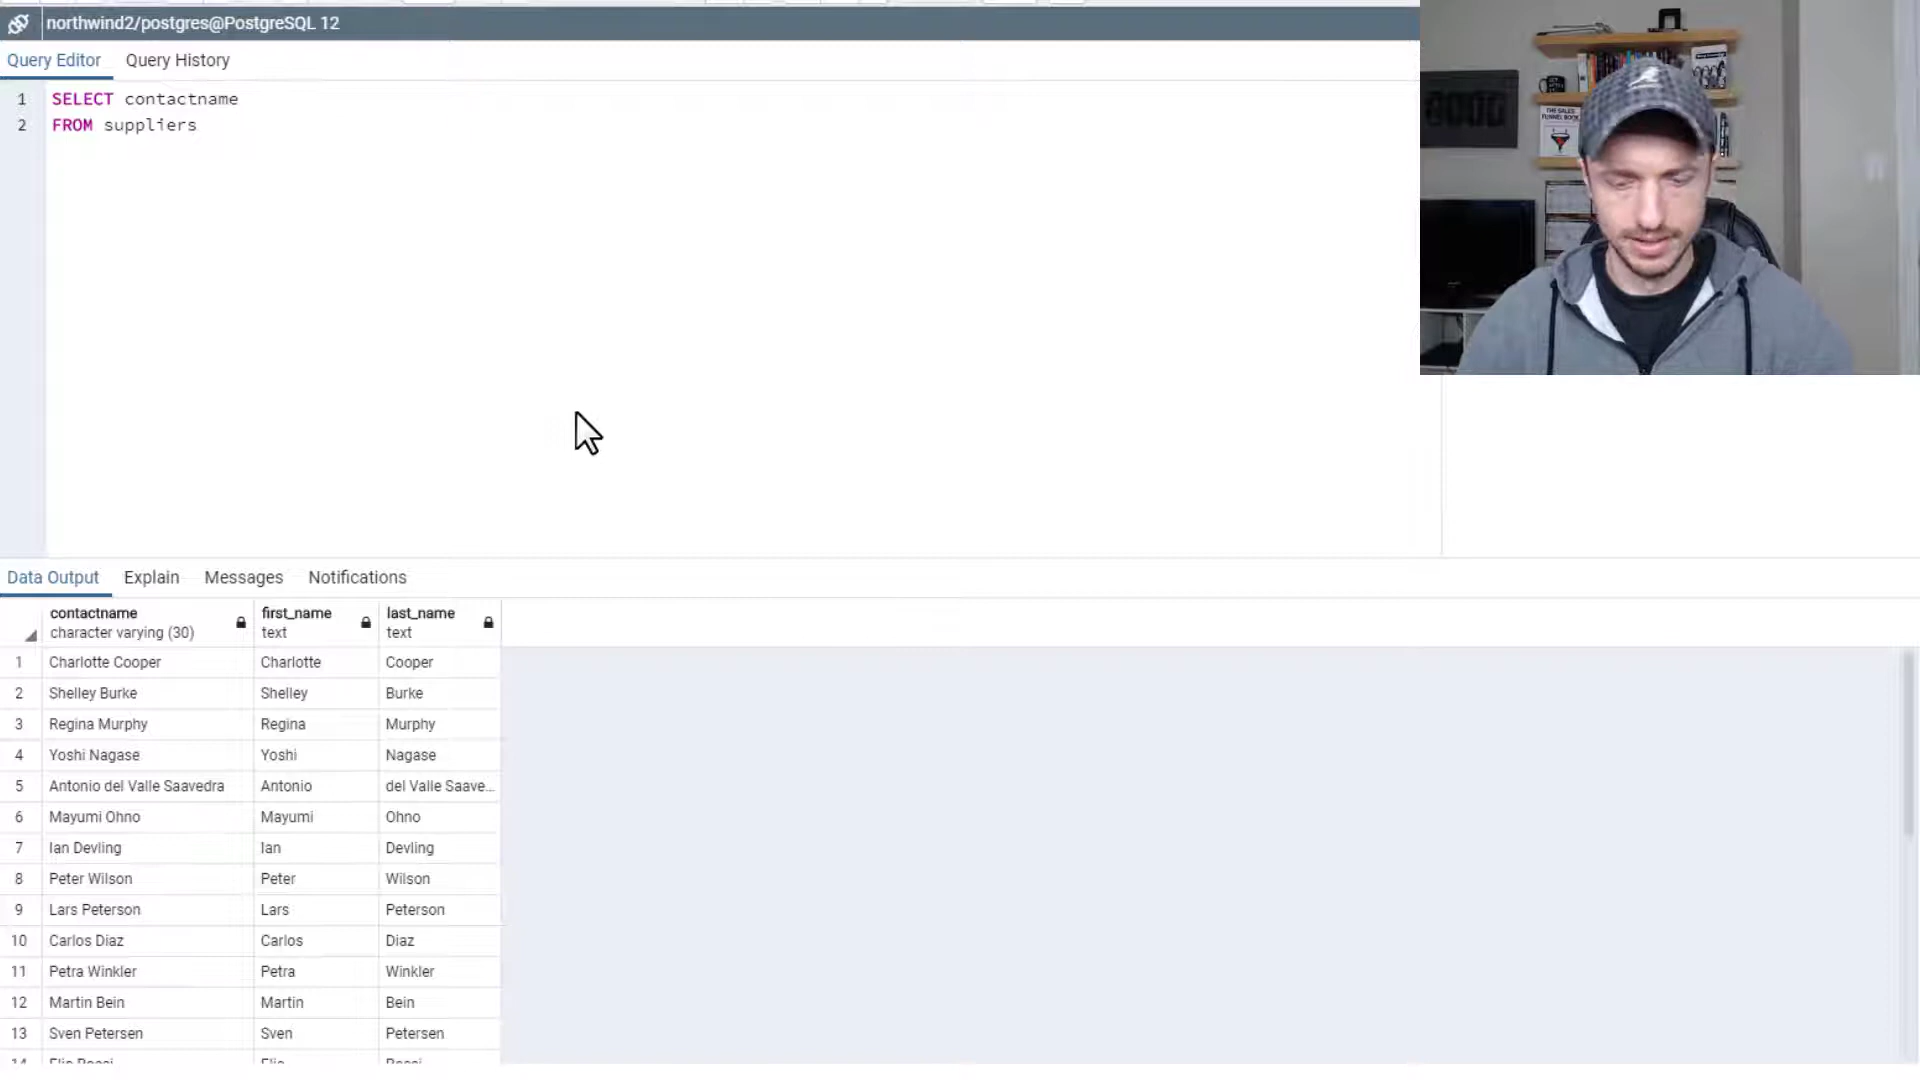 northwind2/postgres@PostgreSQL 12
Query Editor Query History
1 SELECT contactname
2 FROM suppliers
THE SALES
FUNNEL BOOK
Data Output Explain Messages Notifications
contactname first_name last_name
character varying (30) text text
1 Charlotte Cooper Charlotte Cooper
2 Shelley Burke Shelley Burke
3 Regina Murphy Regina Murphy
4 Yoshi Nagase Yoshi Nagase
5 Antonio del Valle Saavedra Antonio del Valle Saave...
6 Mayumi Ohno Mayumi Ohno
7 Ian Devling Ian Devling
8 Peter Wilson Peter Wilson
9 Lars Peterson Lars Peterson
10 Carlos Diaz Carlos Diaz
11 Petra Winkler Petra Winkler
12 Martin Bein Martin Bein
13 Sven Petersen Sven Petersen